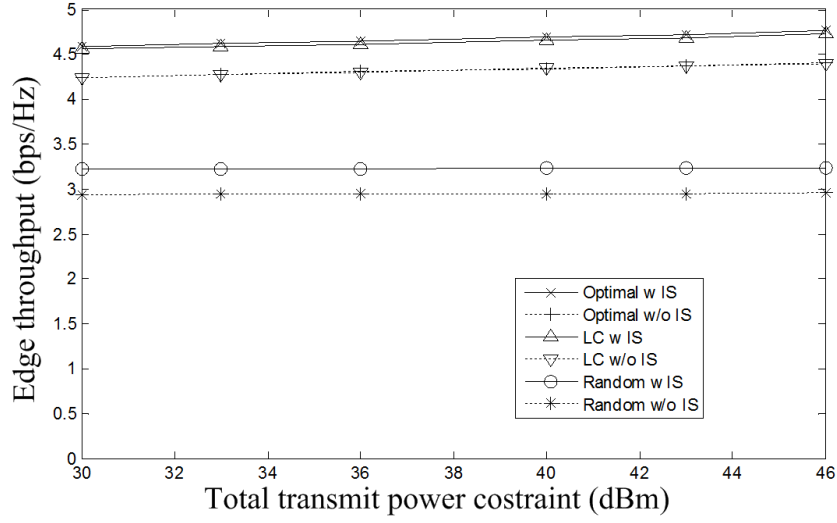 5
4.5
4
3.5
3
2.5
2
1.5
1
0.5
0
Edge throughput (bps/Hz)
Optimal w IS
Optimal w/o IS
LC w IS
LC w/o IS
Random w IS
Random w/o IS
30 32 34 36 38 40 42 44 46
Total transmit power costraint (dBm)